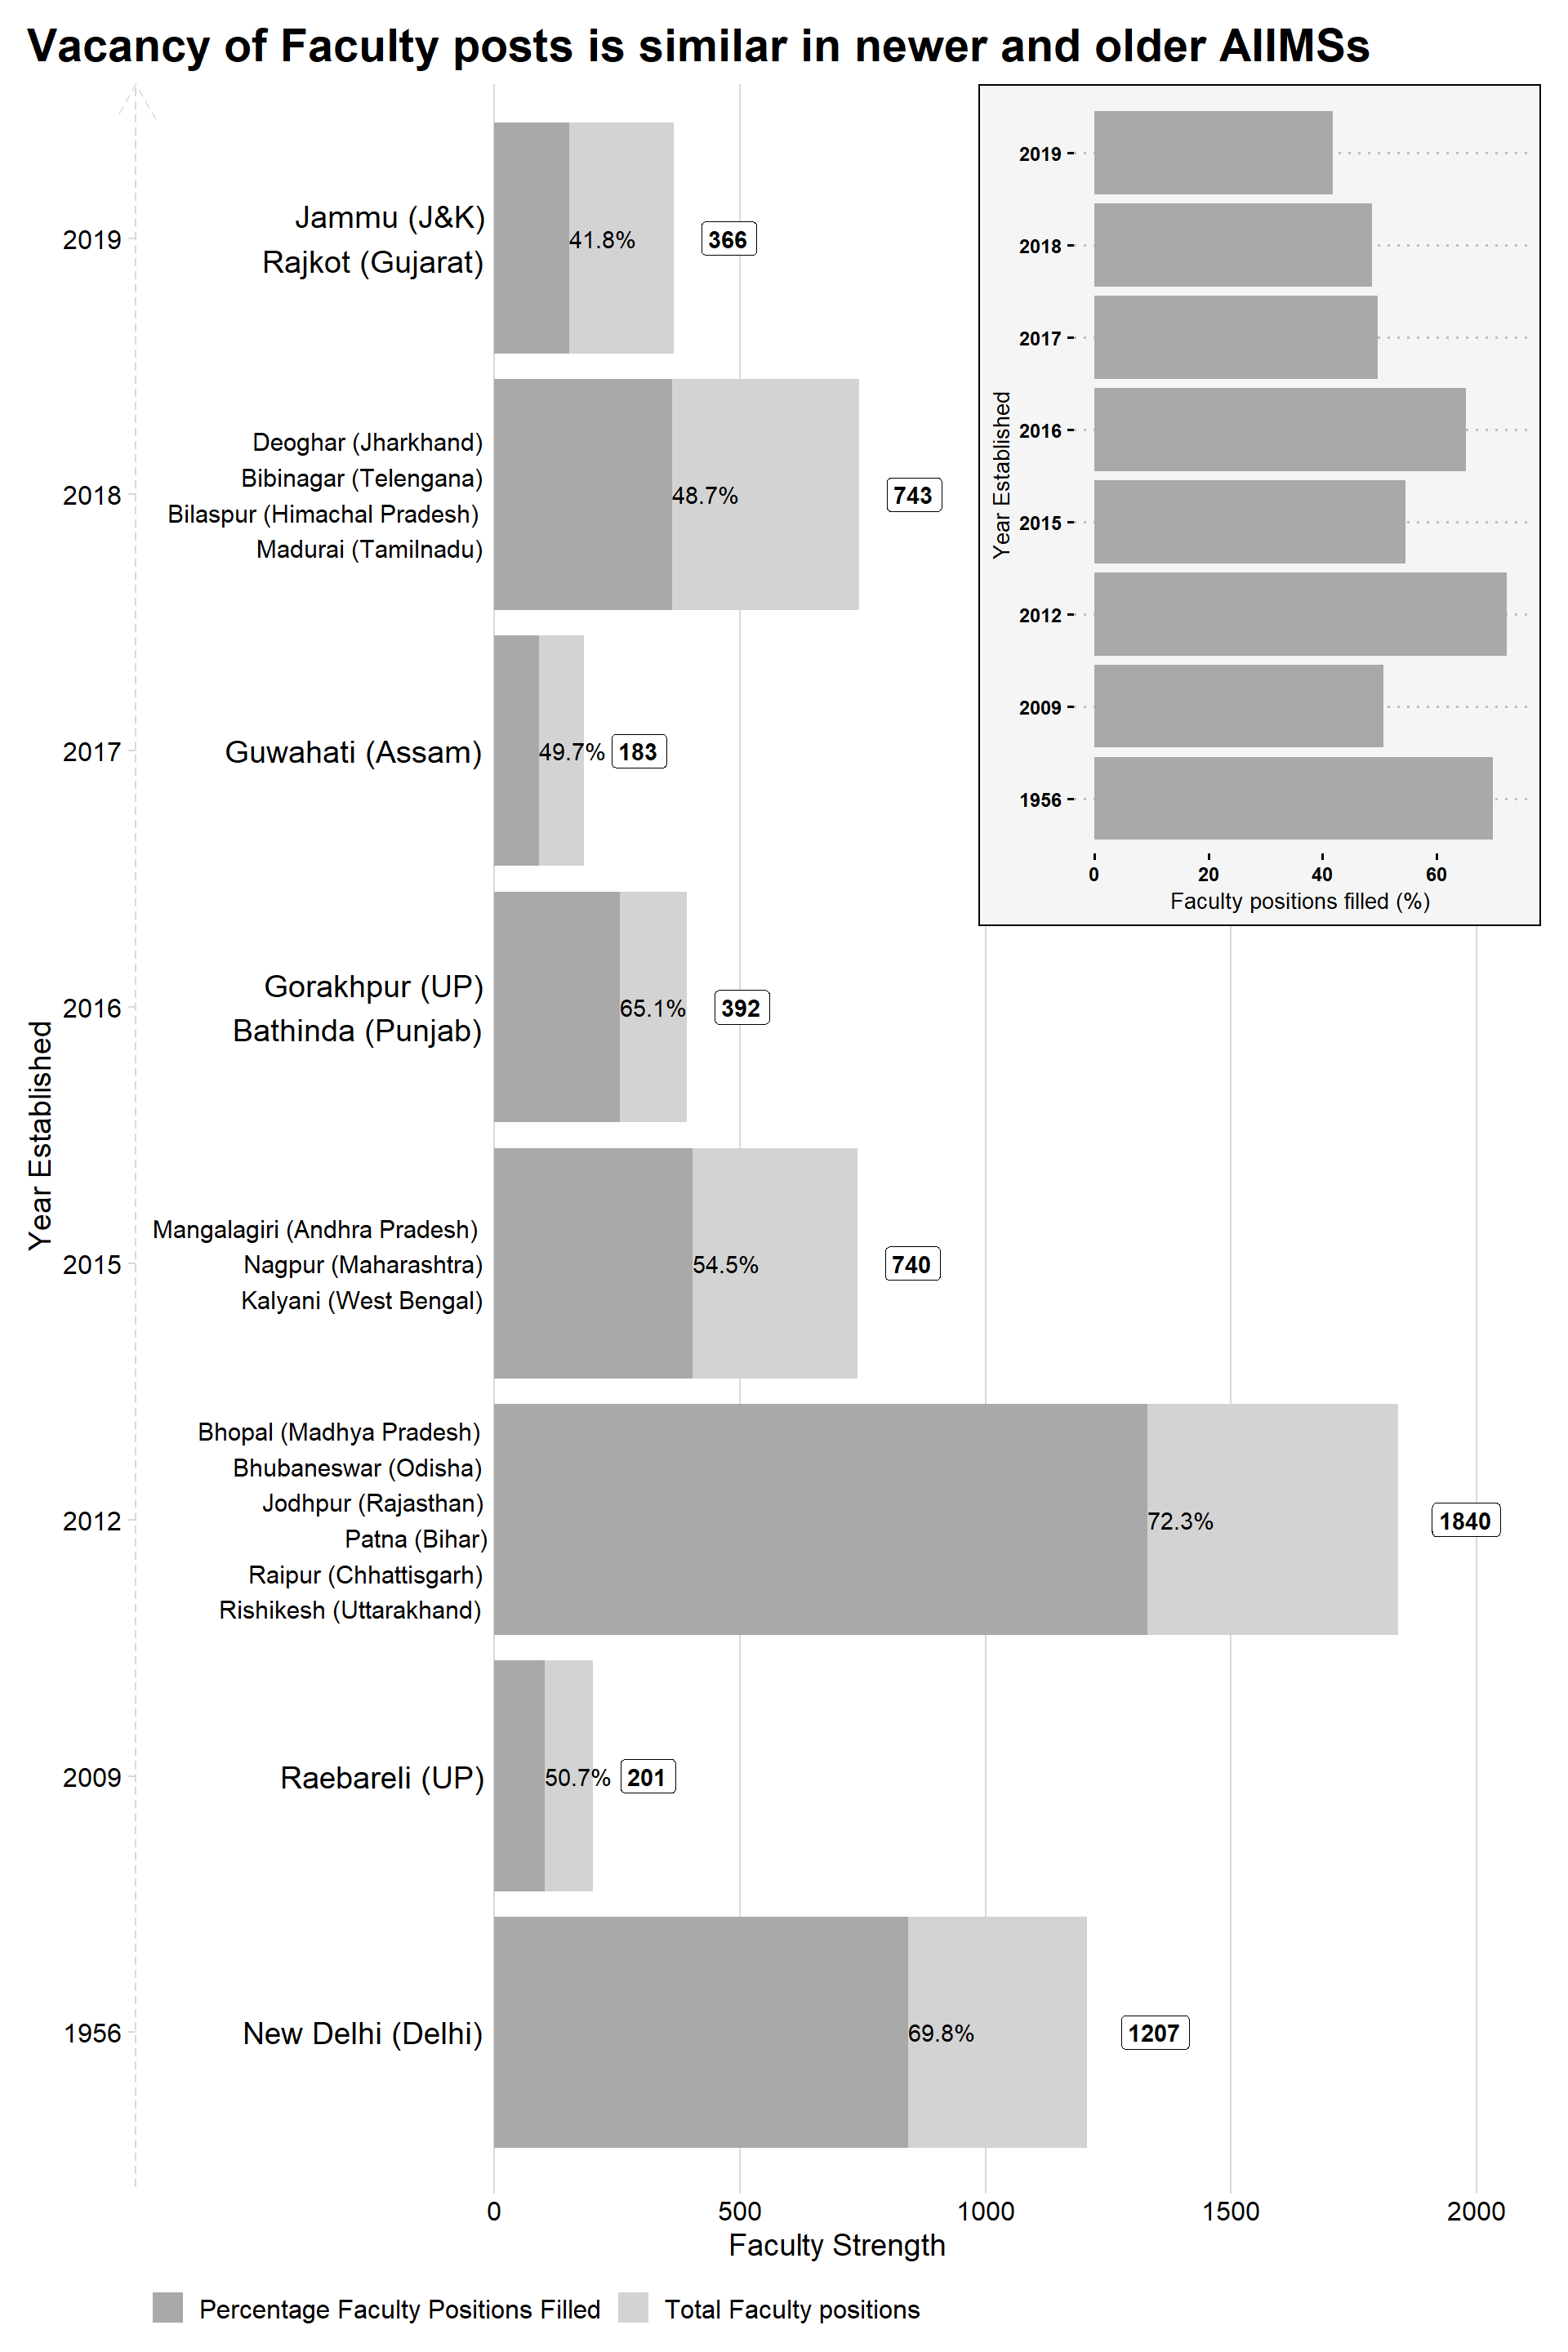 Vacancy of Faculty posts is similar in newer and older AIIMSs
Year Established
2019
Jammu (J&K)
Rajkot (Gujarat)
41.8%
366
2018
Deoghar (Jharkhand)
Bibinagar (Telengana)
Bilaspur (Himachal Pradesh)
Madurai (Tamilnadu)
48.7%
743
2017
Guwahati (Assam)
49.7%
183
2016
Gorakhpur (UP)
Bathinda (Punjab)
65.1%
392
2015
Mangalagiri (Andhra Pradesh)
Nagpur (Maharashtra)
Kalyani (West Bengal)
54.5%
740
2012
Bhopal (Madhya Pradesh)
Bhubaneswar (Odisha)
Jodhpur (Rajasthan)
Patna (Bihar)
Raipur (Chhattisgarh)
Rishikesh (Uttarakhand)
72.3%
1840
2009
Raebareli (UP)
50.7%
201
1956
New Delhi (Delhi)
69.8%
1207
0 500 1000 1500 2000
Faculty Strength
Percentage Faculty Positions Filled Total Faculty positions
Year Established
2019
2018
2017
2016
2015
2012
2009
1956
0 20 40 60
Faculty positions filled (%)